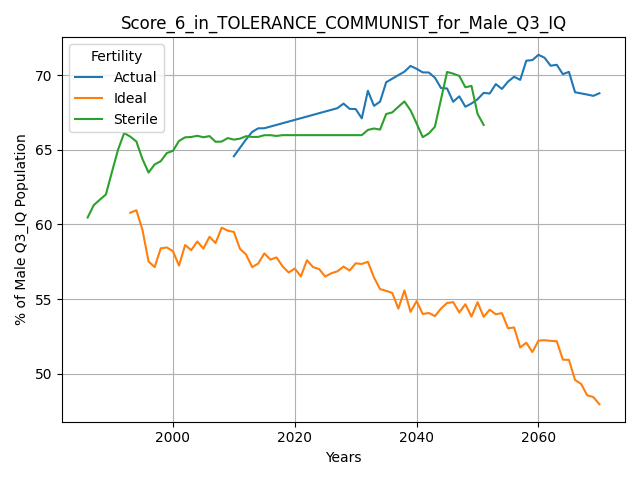 Score_6_in_TOLERANCE_COMMUNIST_for_Male_Q3_IQ
Fertility
Actual
Ideal
Sterile
% of Male Q3_IQ Population
70
65
60
55
50
2000
2020
2040
2060
Years